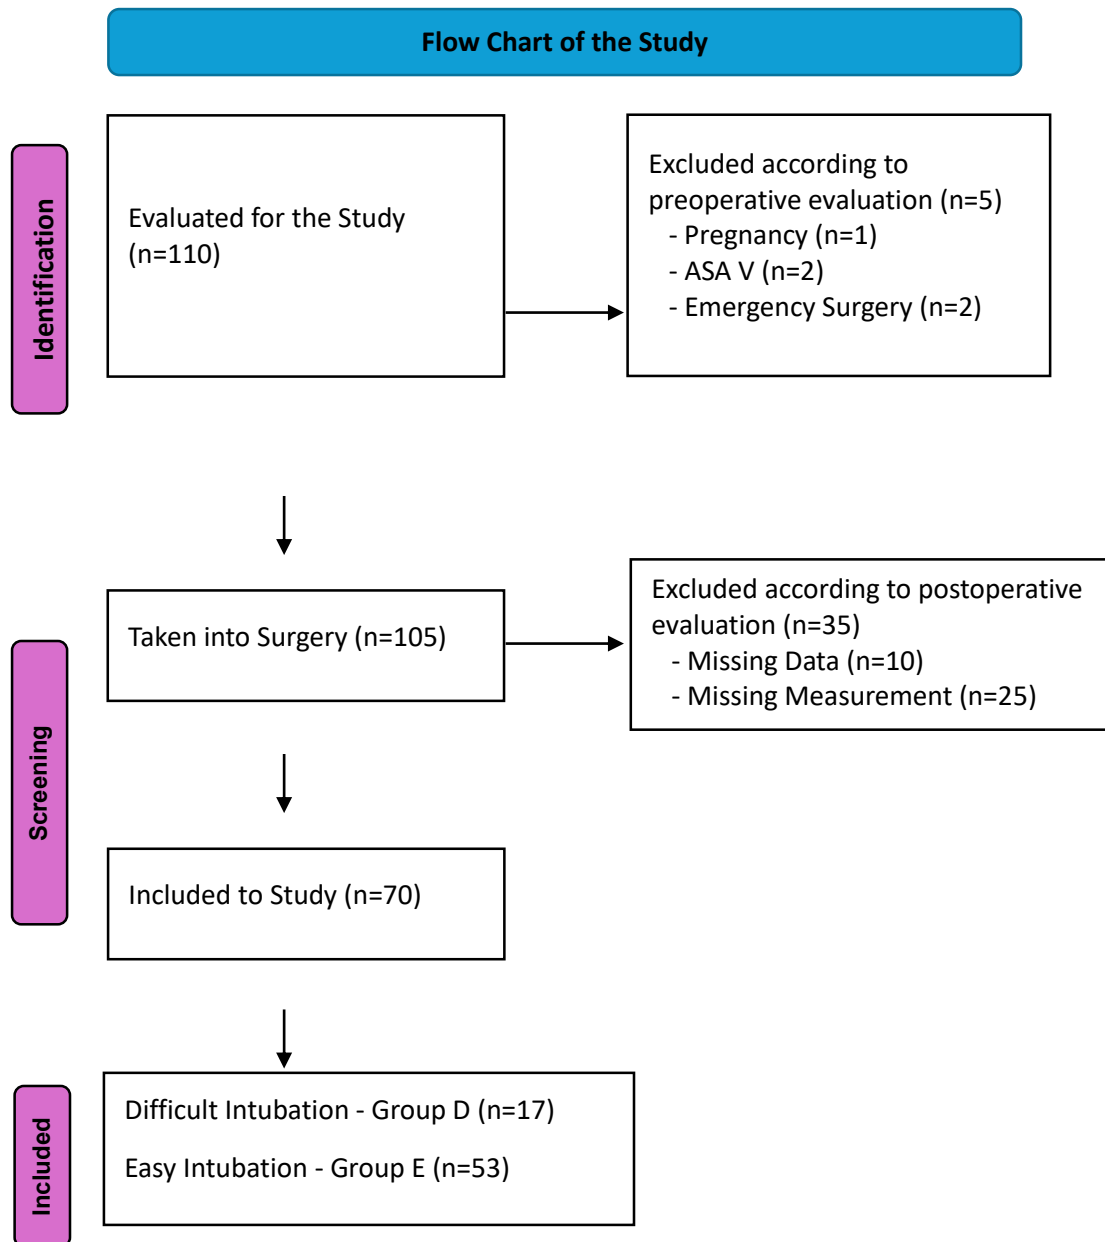 Flow Chart of the Study
Identification
Evaluated for the Study
(n=110)
Excluded according to
preoperative evaluation (n=5)
- Pregnancy (n=1)
- ASA V (n=2)
- Emergency Surgery (n=2)
Screening
Taken into Surgery (n=105)
Excluded according to postoperative
evaluation (n=35)
- Missing Data (n=10)
- Missing Measurement (n=25)
Included to Study (n=70)
Included
Difficult Intubation - Group D (n=17)
Easy Intubation - Group E (n=53)